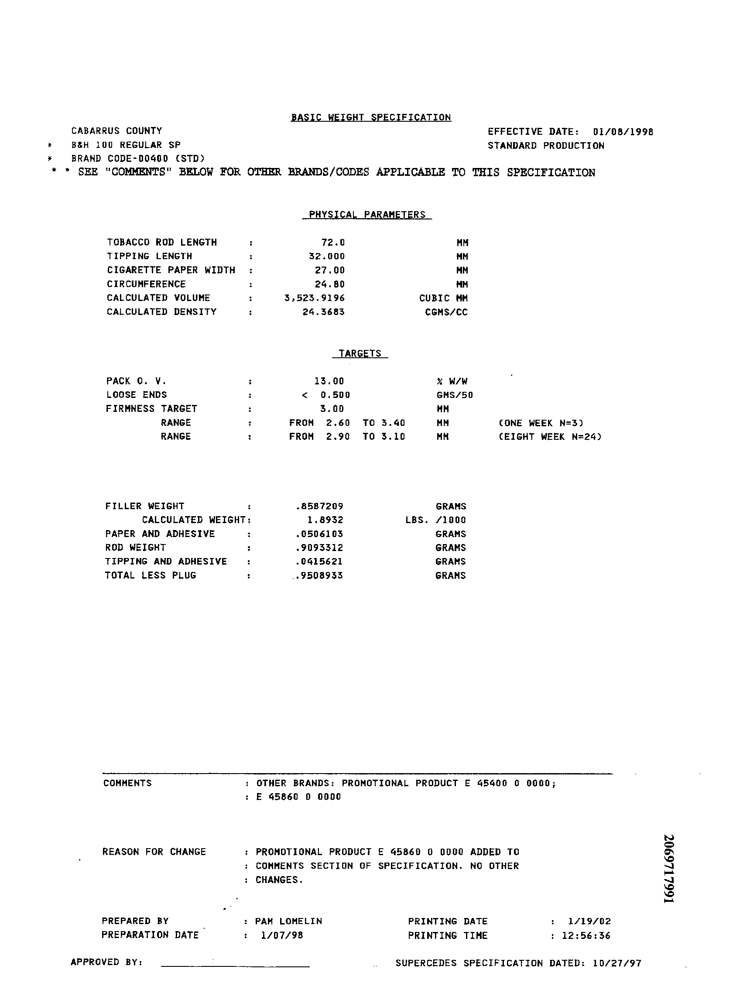 BASIC WEIGHT SPECIFICATION
CABARRUS COUNTY EFFECTIVE DATE: 01/08/1998
* B&H 100 REGULAR SP STANDARD PRODUCTION
* BRAND CODE-00400 (STD)
* * SEE "COMMENTS" BELOW FOR OTHER BRANDS/CODES APPLICABLE TO THIS SPECIFICATION
PHYSICAL PARAMETERS
TOBACCO ROD LENGTH : 72.0 MM
TIPPING LENGTH : 32.000 MM
CIGARETTE PAPER WIDTH : 27.00 MM
CIRCUMFERENCE : 24.80 MM
CALCULATED VOLUME : 3,523.9196 CUBIC MM
CALCULATED DENSITY : 24.3683 CGMS/CC
TARGETS
PACK O. V. : 13.00 % W/W
LOOSE ENDS : < 0.500 GMS/50
FIRMNESS TARGET : 3.00 MM
RANGE : FROM 2.60 TO 3.40 MM (ONE WEEK N=3)
RANGE : FROM 2.90 TO 3.10 MM (EIGHT WEEK N=24)
FILLER WEIGHT : .8587209 GRAMS
CALCULATED WEIGHT: 1.8932 LBS. /1000
PAPER AND ADHESIVE : .0506103 GRAMS
ROD WEIGHT : .9093312 GRAMS
TIPPING AND ADHESIVE : .0415621 GRAMS
TOTAL LESS PLUG : .9508933 GRAMS
COMMENTS : OTHER BRANDS: PROMOTIONAL PRODUCT E 45400 0 0000;
: E 45860 0 0000
REASON FOR CHANGE : PROMOTIONAL PRODUCT E 45860 0 0000 ADDED TO
: COMMENTS SECTION OF SPECIFICATION. NO OTHER
: CHANGES.
PREPARED BY : PAM LOMELIN PRINTING DATE : 1/19/02
PREPARATION DATE : 1/07/98 PRINTING TIME : 12:56:36
APPROVED BY: SUPERCEDES SPECIFICATION DATED: 10/27/97
2069717991